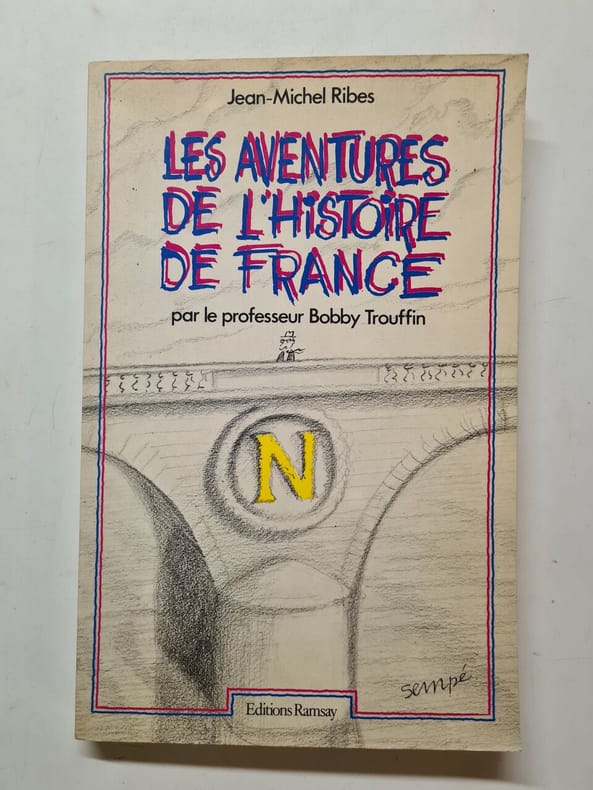 Jean-Michel Ribes
LES AVENTURES
DE L'HiSTOiRE
DE FRANCE
par le professeur Bobby Trouffin
N
sempé
Editions Ramsay